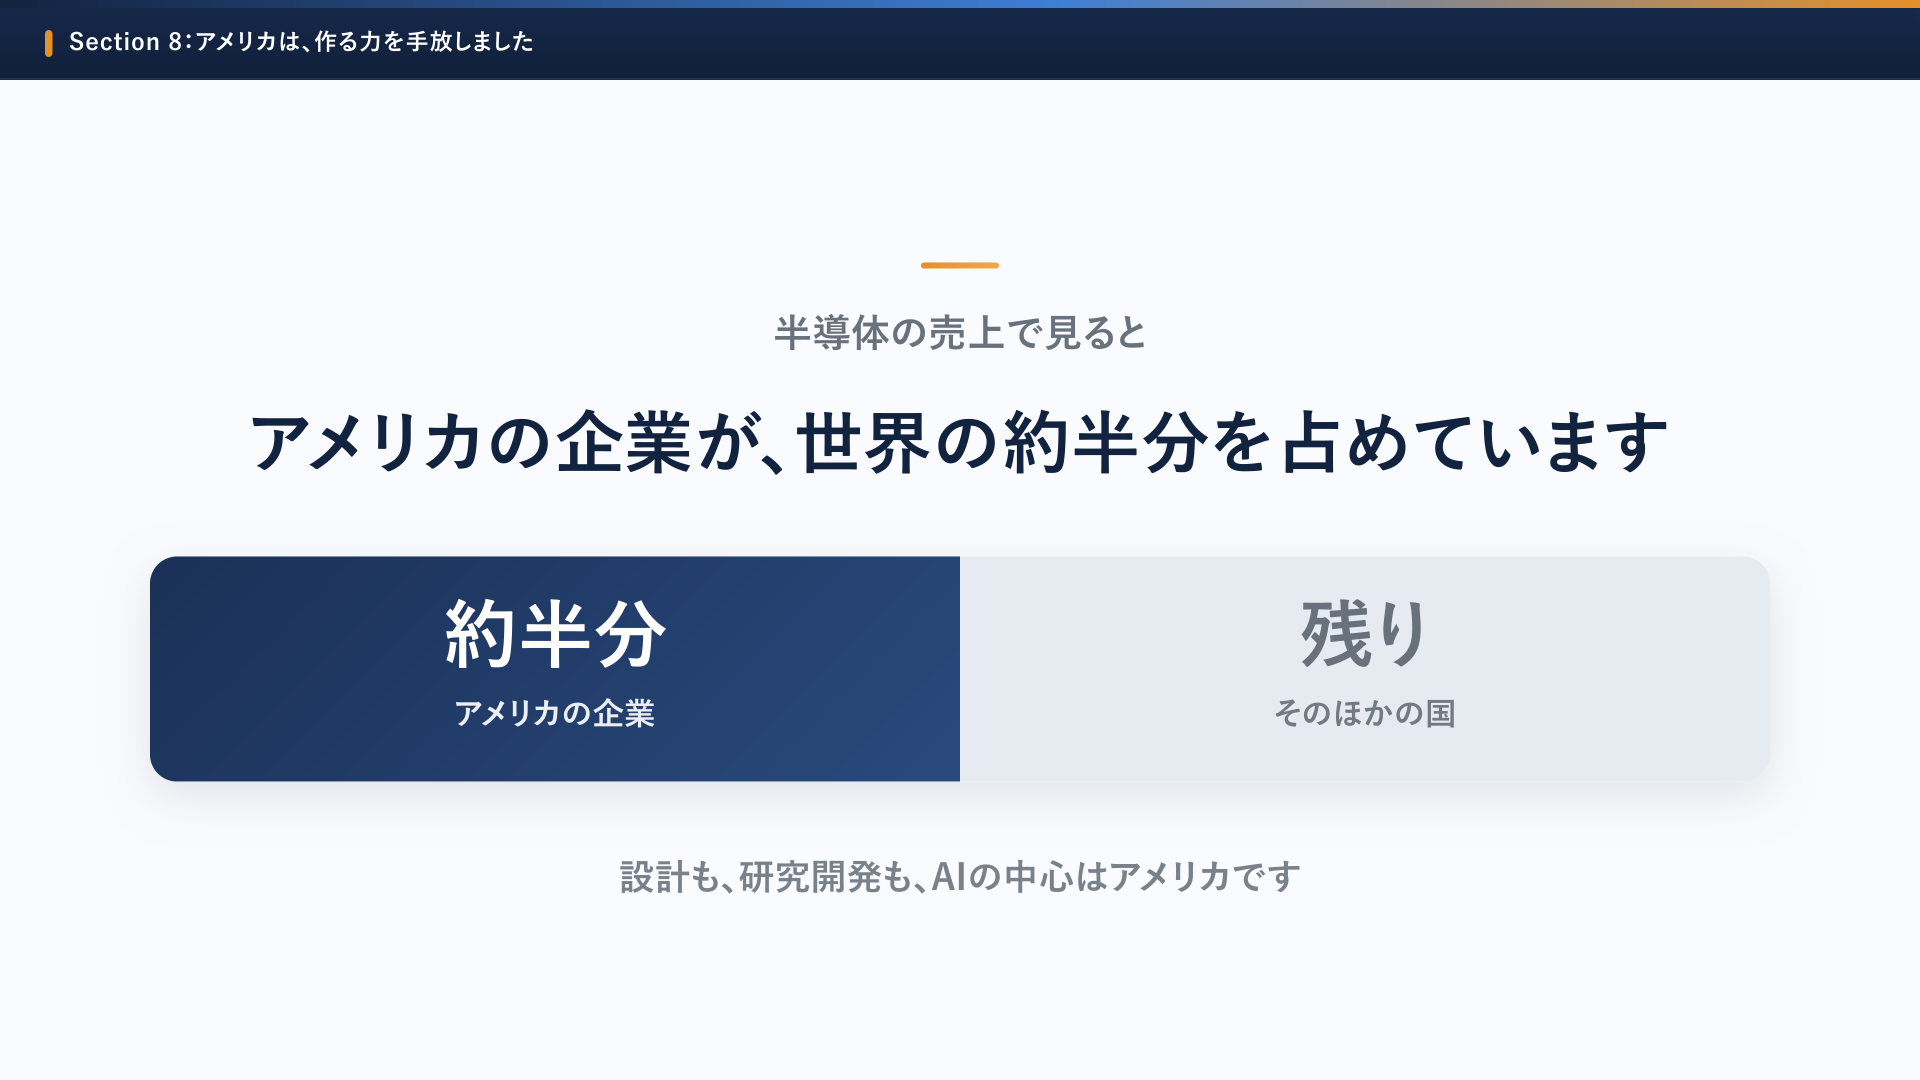 Section 8：アメリカは、作る力を手放しました
半導体の売上で見ると
アメリカの企業が、世界の約半分を占めています
約半分
アメリカの企業
残り
そのほかの国
設計も、研究開発も、AIの中心はアメリカです